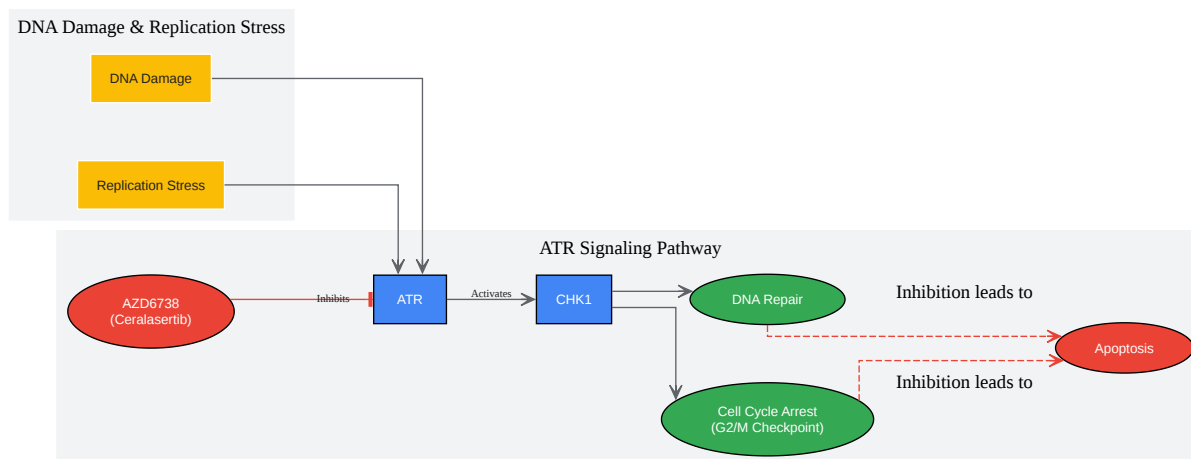 DNA Damage & Replication Stress
DNA Damage
Replication Stress
ATR Signaling Pathway
AZD6738
(Ceralasertib)
Inhibits
ATR
Activates
CHK1
DNA Repair
Inhibition leads to
Apoptosis
Inhibition leads to
Cell Cycle Arrest
(G2/M Checkpoint)